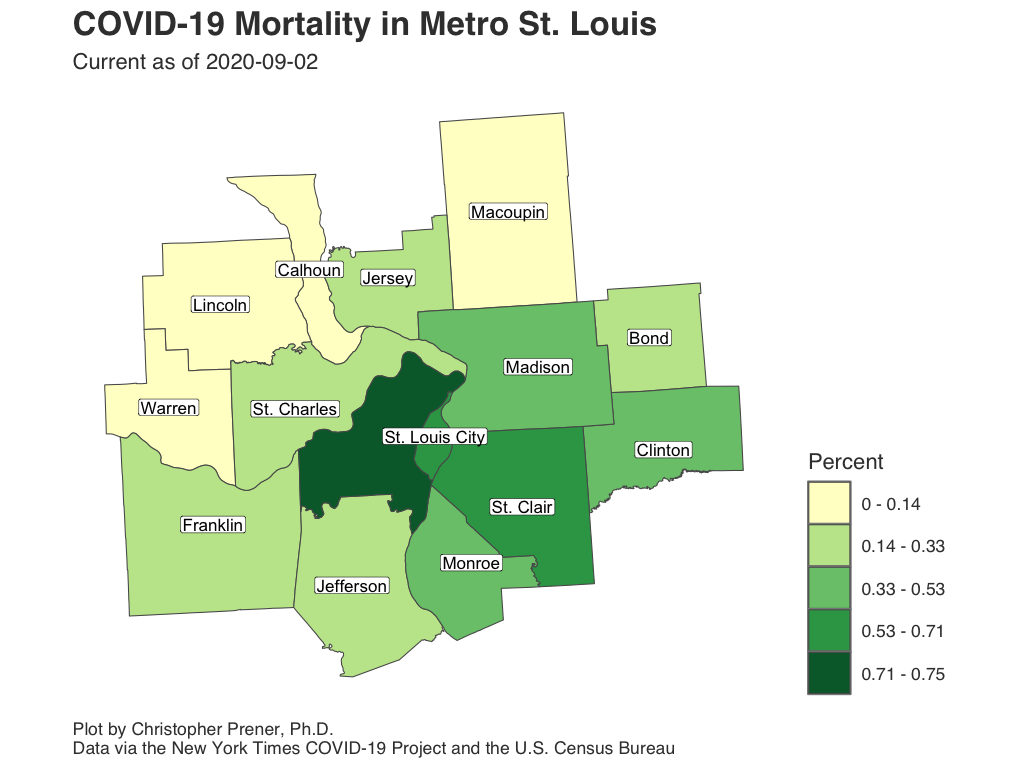 COVID-19 Mortality in Metro St. Louis
Current as of 2020-09-02
Macoupin
Calhoun
Jersey
Lincoln
Bond
Madison
Warren
St. Charles
St. Louis City
Clinton
Percent
0 - 0.14
St. Clair
Franklin
0.14 - 0.33
Monroe
Jefferson
0.33 - 0.53
0.53 - 0.71
0.71 - 0.75
Plot by Christopher Prener, Ph.D.
Data via the New York Times COVID-19 Project and the U.S. Census Bureau